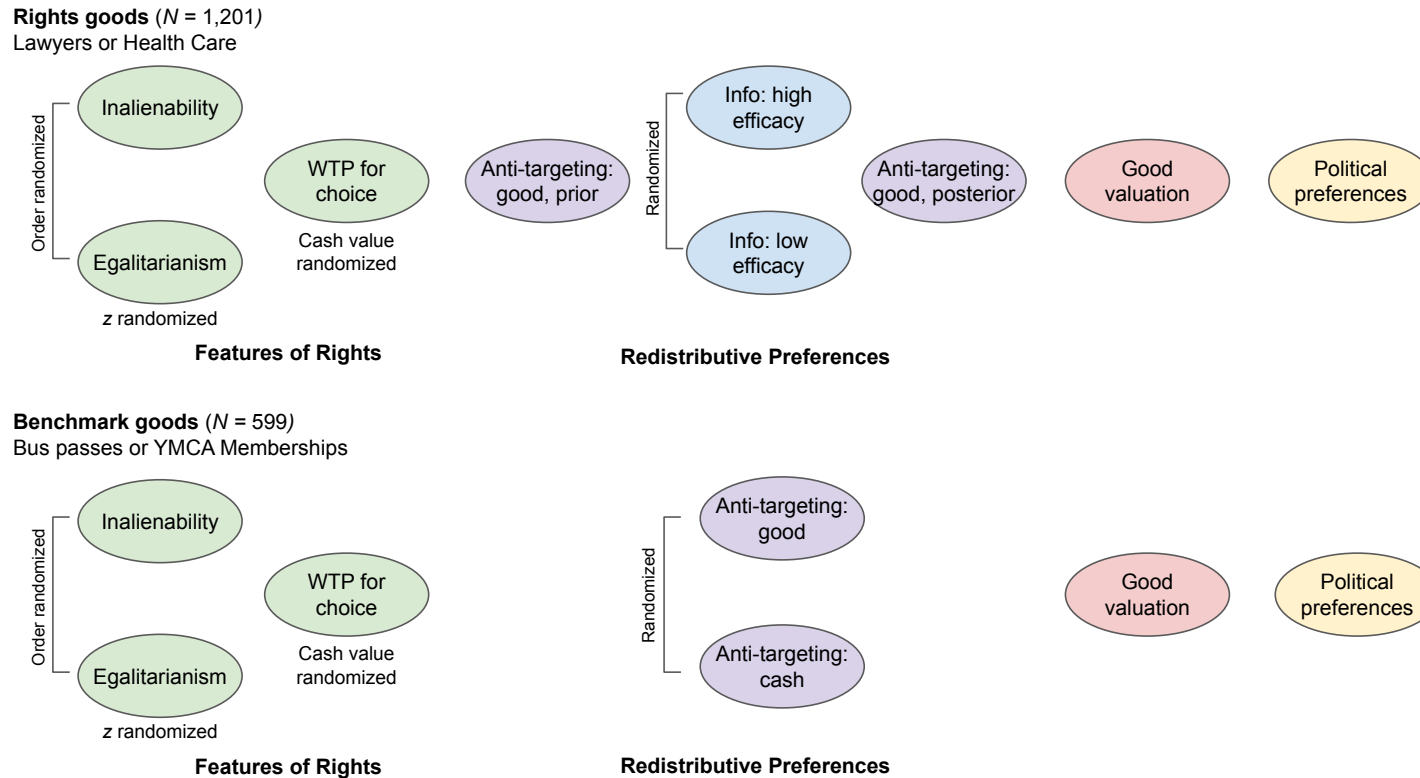 Rights goods (N = 1,201)
Lawyers or Health Care
Order randomized
Inalienability
Egalitarianism
z randomized
WTP for
choice
Cash value
randomized
Features of Rights
Anti-targeting:
good, prior
Randomized
Info: high
efficacy
Info: low
efficacy
Anti-targeting:
good, posterior
Redistributive Preferences
Good
valuation
Political
preferences
Benchmark goods (N = 599)
Bus passes or YMCA Memberships
Order randomized
Inalienability
Egalitarianism
z randomized
WTP for
choice
Cash value
randomized
Features of Rights
Randomized
Anti-targeting:
good
Anti-targeting:
cash
Redistributive Preferences
Good
valuation
Political
preferences